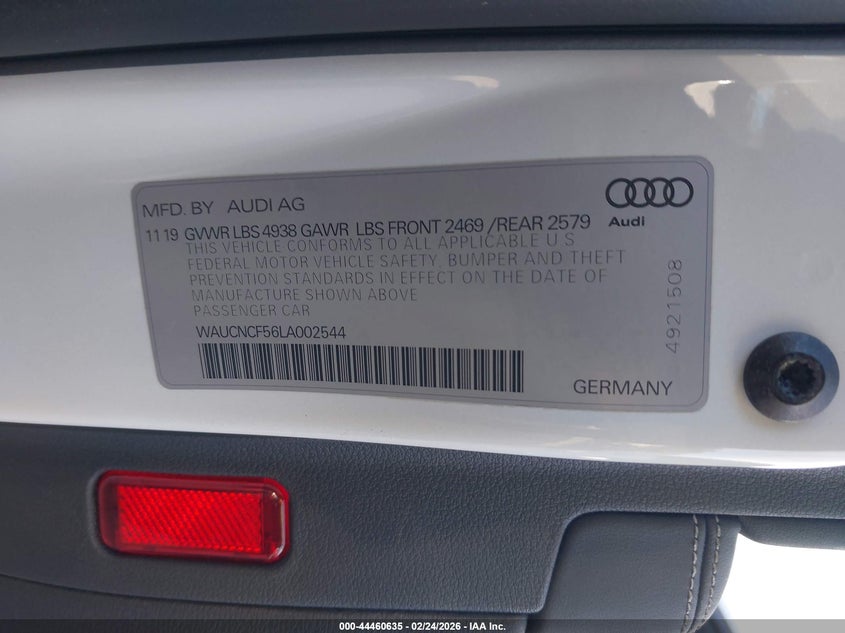 MFD. BY AUDI AG
Audi
11 19 GVWR LBS 4938 GAWR LBS FRONT 2469 /REAR 2579
THIS VEHICLE CONFORMS TO ALL APPLICABLE U S
FEDERAL MOTOR VEHICLE SAFETY, BUMPER AND THEFT
PREVENTION STANDARDS IN EFFECT ON THE DATE OF
MANUFACTURE SHOWN ABOVE
PASSENGER CAR
WAUCNCF56LA002544
GERMANY
4921508
000-44460635 - 02/24/2026 - IAA Inc.